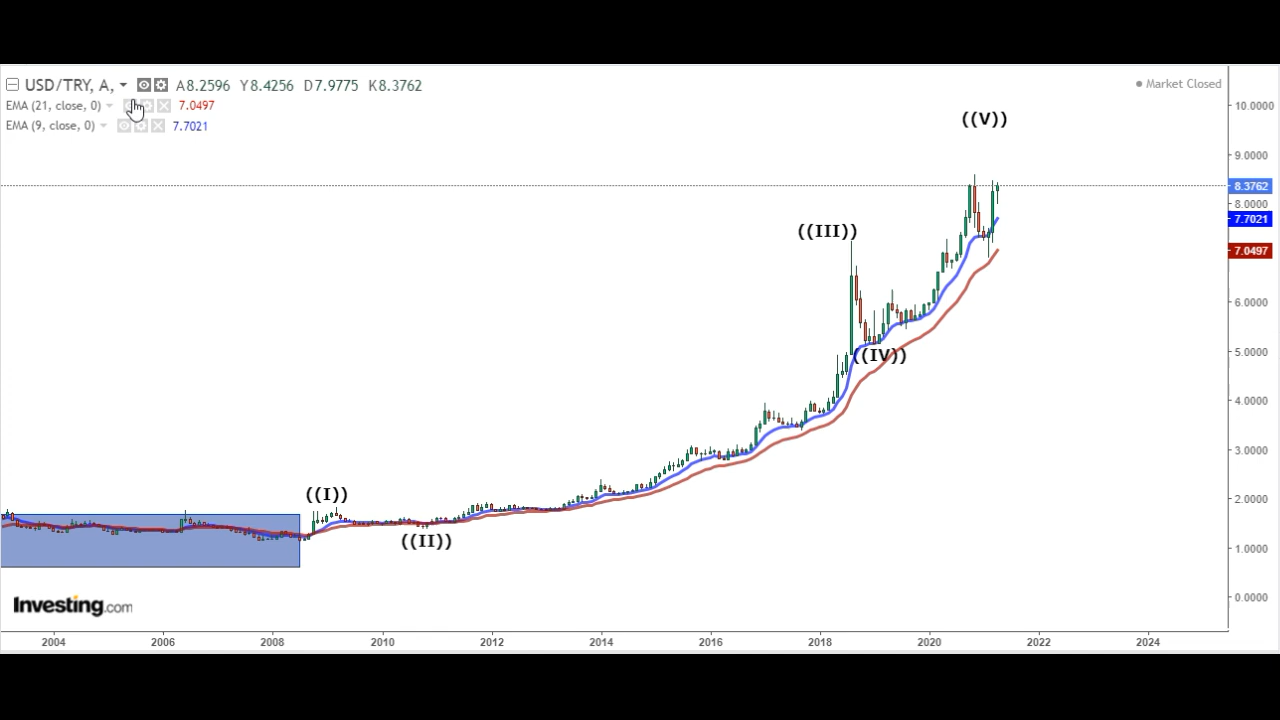 USD/TRY, A, A8.2596 Y8.4256 D7.9775 K8.3762
Market Closed
EMA (21, close, 0) 7.0497
EMA (9, close, 0) 7.7021
10.0000
((V))
9.0000
8.3762
8.0000
7.7021
((III))
7.0497
6.0000
5.0000
((IV))
4.0000
3.0000
2.0000
((I))
1.0000
((II))
0.0000
Investing.com
2004 2006 2008 2010 2012 2014 2016 2018 2020 2022 2024